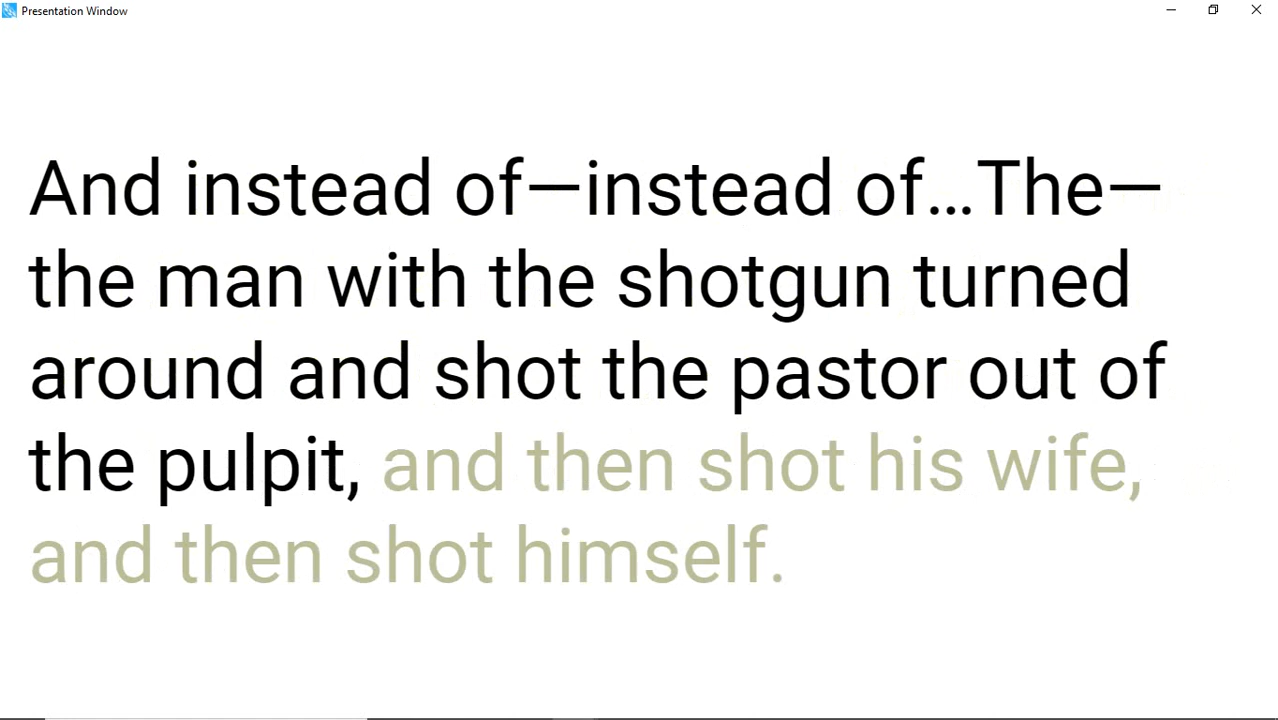 Presentation Window
And instead of—instead of…The—
the man with the shotgun turned
around and shot the pastor out of
the pulpit, and then shot his wife,
and then shot himself.